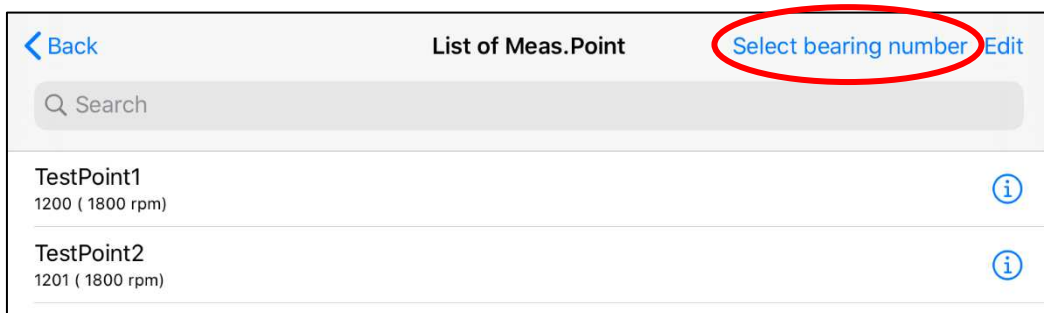 Back List of Meas.Point Select bearing number Edit
Search
TestPoint1
1200 ( 1800 rpm)
TestPoint2
1201 ( 1800 rpm)